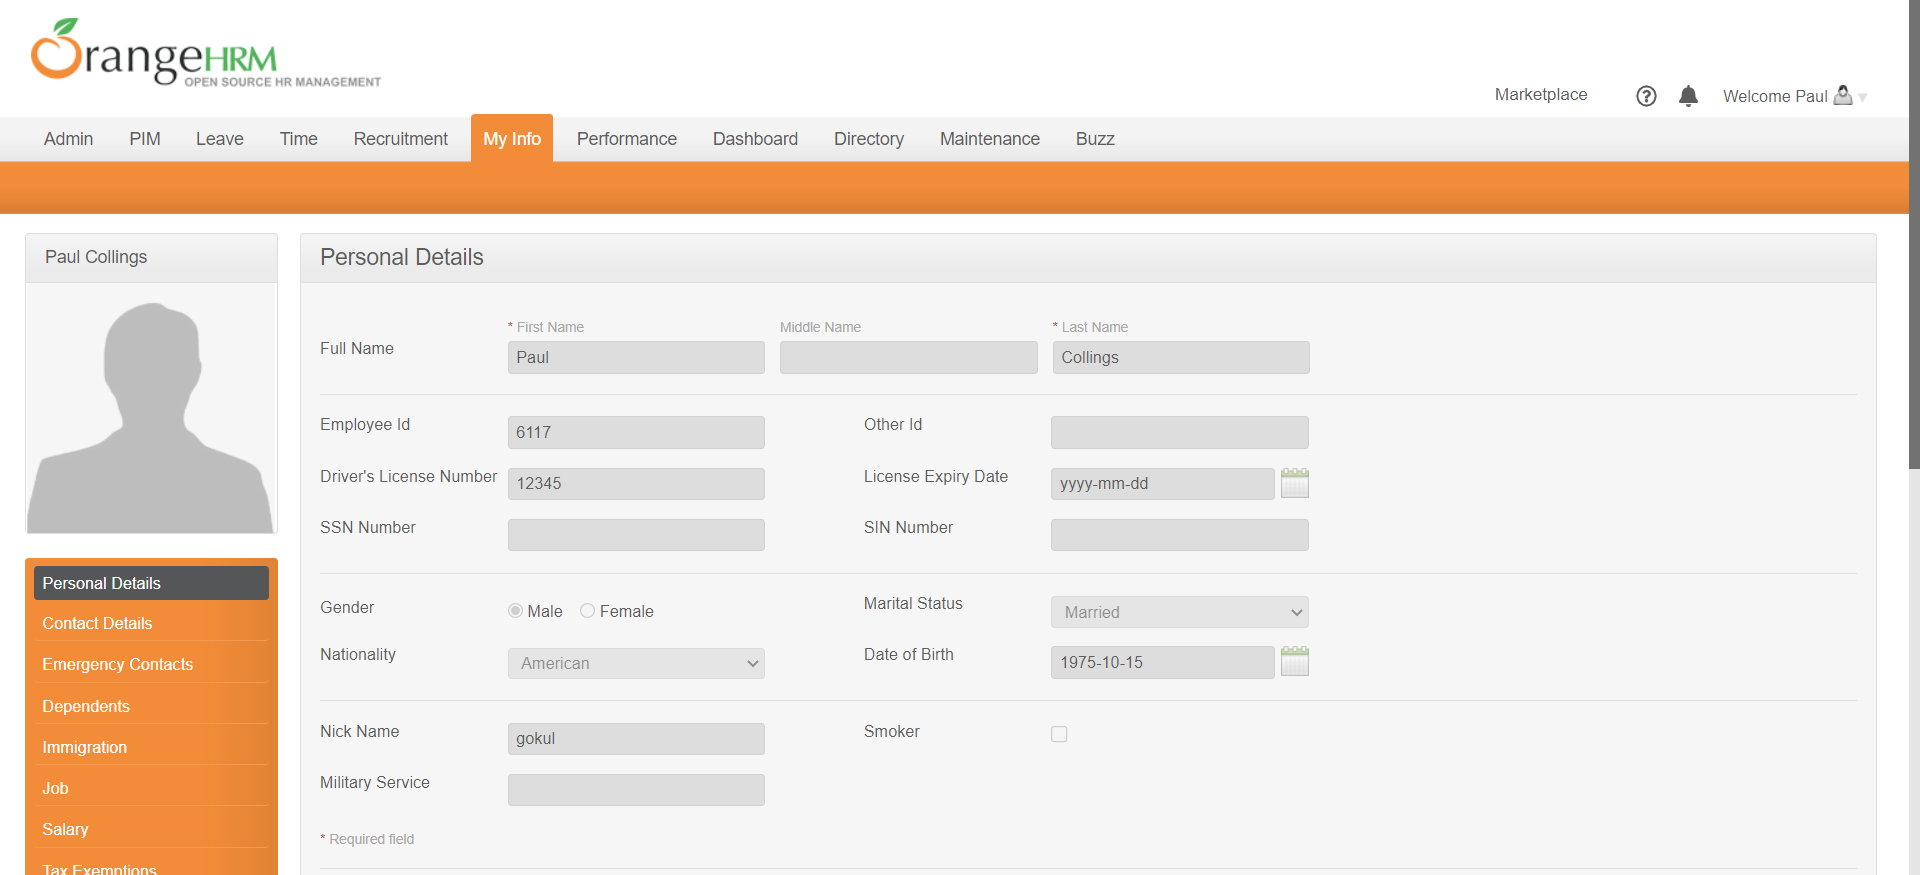 OrangeHRM
OPEN SOURCE HR MANAGEMENT
Marketplace
Welcome Paul
Admin PIM Leave Time Recruitment My Info Performance Dashboard Directory Maintenance Buzz
Paul Collings
Personal Details
* First Name Middle Name * Last Name
Full Name Paul Collings
Employee Id 6117 Other Id
Driver's License Number 12345 License Expiry Date yyyy-mm-dd
SSN Number SIN Number
Gender Male Female Marital Status Married
Nationality American Date of Birth 1975-10-15
Nick Name gokul Smoker
Military Service
* Required field
Personal Details
Contact Details
Emergency Contacts
Dependents
Immigration
Job
Salary
Tax Exemptions